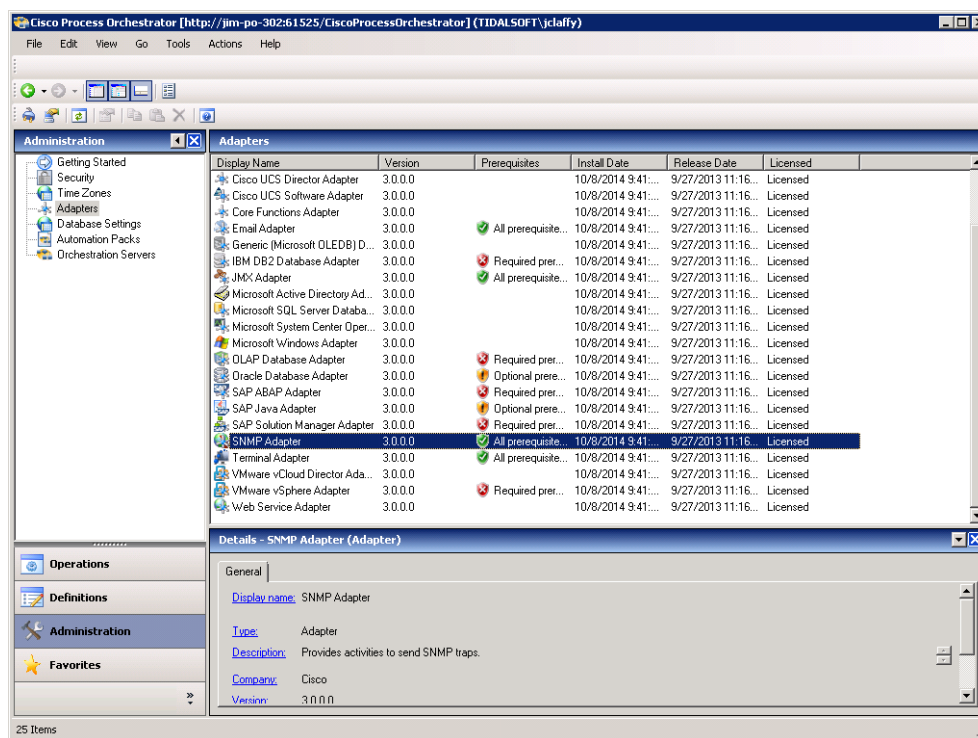 Cisco Process Orchestrator [http://jim-po-302:61525/CiscoProcessOrchestrator] (TIDALSOFT\jclaffy)
File Edit View Go Tools Actions Help
Administration
Getting Started
Security
Time Zones
Adapters
Database Settings
Automation Packs
Orchestration Servers
Operations
Definitions
Administration
Favorites
Adapters
Display Name Version Prerequisites Install Date Release Date Licensed
Cisco UCS Director Adapter 3.0.0.0 10/8/2014 9:41:... 9/27/2013 11:16... Licensed
Cisco UCS Software Adapter 3.0.0.0 10/8/2014 9:41:... 9/27/2013 11:16... Licensed
Core Functions Adapter 3.0.0.0 10/8/2014 9:41:... 9/27/2013 11:16... Licensed
Email Adapter 3.0.0.0 All prerequisite... 10/8/2014 9:41:... 9/27/2013 11:16... Licensed
Generic (Microsoft OLEDB) D... 3.0.0.0 10/8/2014 9:41:... 9/27/2013 11:16... Licensed
IBM DB2 Database Adapter 3.0.0.0 Required prer... 10/8/2014 9:41:... 9/27/2013 11:16... Licensed
JMX Adapter 3.0.0.0 All prerequisite... 10/8/2014 9:41:... 9/27/2013 11:16... Licensed
Microsoft Active Directory Ad... 3.0.0.0 10/8/2014 9:41:... 9/27/2013 11:16... Licensed
Microsoft SQL Server Databa... 3.0.0.0 10/8/2014 9:41:... 9/27/2013 11:16... Licensed
Microsoft System Center Oper... 3.0.0.0 10/8/2014 9:41:... 9/27/2013 11:16... Licensed
Microsoft Windows Adapter 3.0.0.0 10/8/2014 9:41:... 9/27/2013 11:16... Licensed
OLAP Database Adapter 3.0.0.0 Required prer... 10/8/2014 9:41:... 9/27/2013 11:16... Licensed
Oracle Database Adapter 3.0.0.0 Optional prere... 10/8/2014 9:41:... 9/27/2013 11:16... Licensed
SAP ABAP Adapter 3.0.0.0 Required prer... 10/8/2014 9:41:... 9/27/2013 11:16... Licensed
SAP Java Adapter 3.0.0.0 Optional prere... 10/8/2014 9:41:... 9/27/2013 11:16... Licensed
SAP Solution Manager Adapter 3.0.0.0 Required prer... 10/8/2014 9:41:... 9/27/2013 11:16... Licensed
SNMP Adapter 3.0.0.0 All prerequisite... 10/8/2014 9:41:... 9/27/2013 11:16... Licensed
Terminal Adapter 3.0.0.0 All prerequisite... 10/8/2014 9:41:... 9/27/2013 11:16... Licensed
VMware vCloud Director Ada... 3.0.0.0 10/8/2014 9:41:... 9/27/2013 11:16... Licensed
VMware vSphere Adapter 3.0.0.0 Required prer... 10/8/2014 9:41:... 9/27/2013 11:16... Licensed
Web Service Adapter 3.0.0.0 10/8/2014 9:41:... 9/27/2013 11:16... Licensed
Details - SNMP Adapter (Adapter)
General
Display name: SNMP Adapter
Type: Adapter
Description: Provides activities to send SNMP traps.
Company: Cisco
Version: 3.0.0.0
25 Items